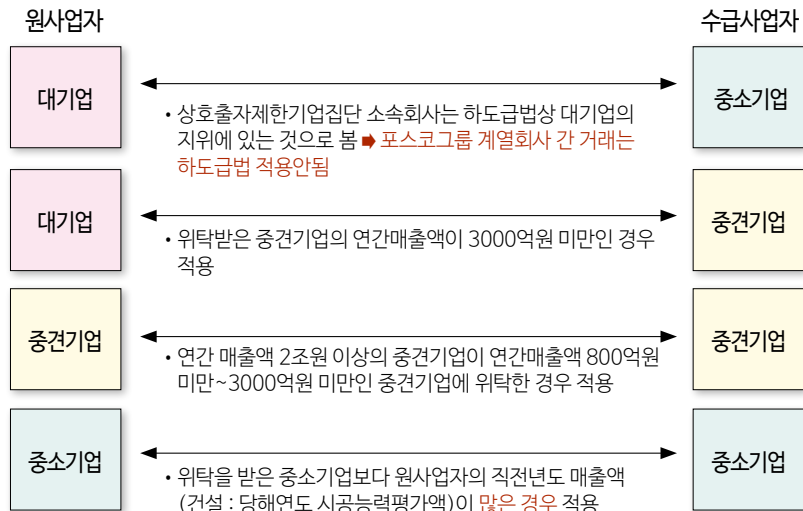 원사업자
수급사업자
대기업
중소기업
• 상호출자제한기업집단 소속회사는 하도급법상 대기업의
지위에 있는 것으로 봄 ➡ 포스코그룹 계열회사 간 거래는
하도급법 적용안됨
대기업
중견기업
• 위탁받은 중견기업의 연간매출액이 3000억원 미만인 경우
적용
중견기업
중견기업
• 연간 매출액 2조원 이상의 중견기업이 연간매출액 800억원
미만~3000억원 미만인 중견기업에 위탁한 경우 적용
중소기업
중소기업
• 위탁을 받은 중소기업보다 원사업자의 직전년도 매출액
(건설 : 당해연도 시공능력평가액)이 많은 경우 적용